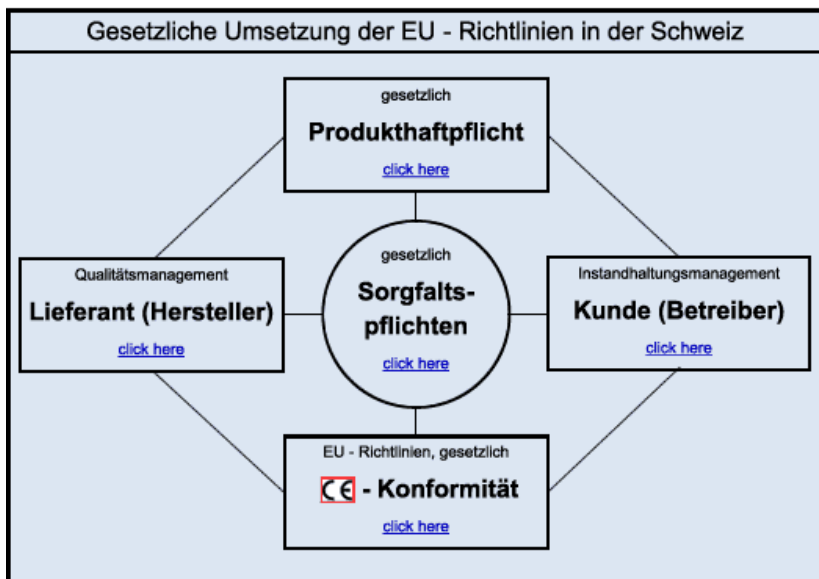 Gesetzliche Umsetzung der EU - Richtlinien in der Schweiz
gesetzlich
Produkthaftpflicht
click here
Qualitätsmanagement
Lieferant (Hersteller)
click here
gesetzlich
Sorgfalts-
pflichten
click here
Instandhaltungsmanagement
Kunde (Betreiber)
click here
EU - Richtlinien, gesetzlich
CE - Konformität
click here